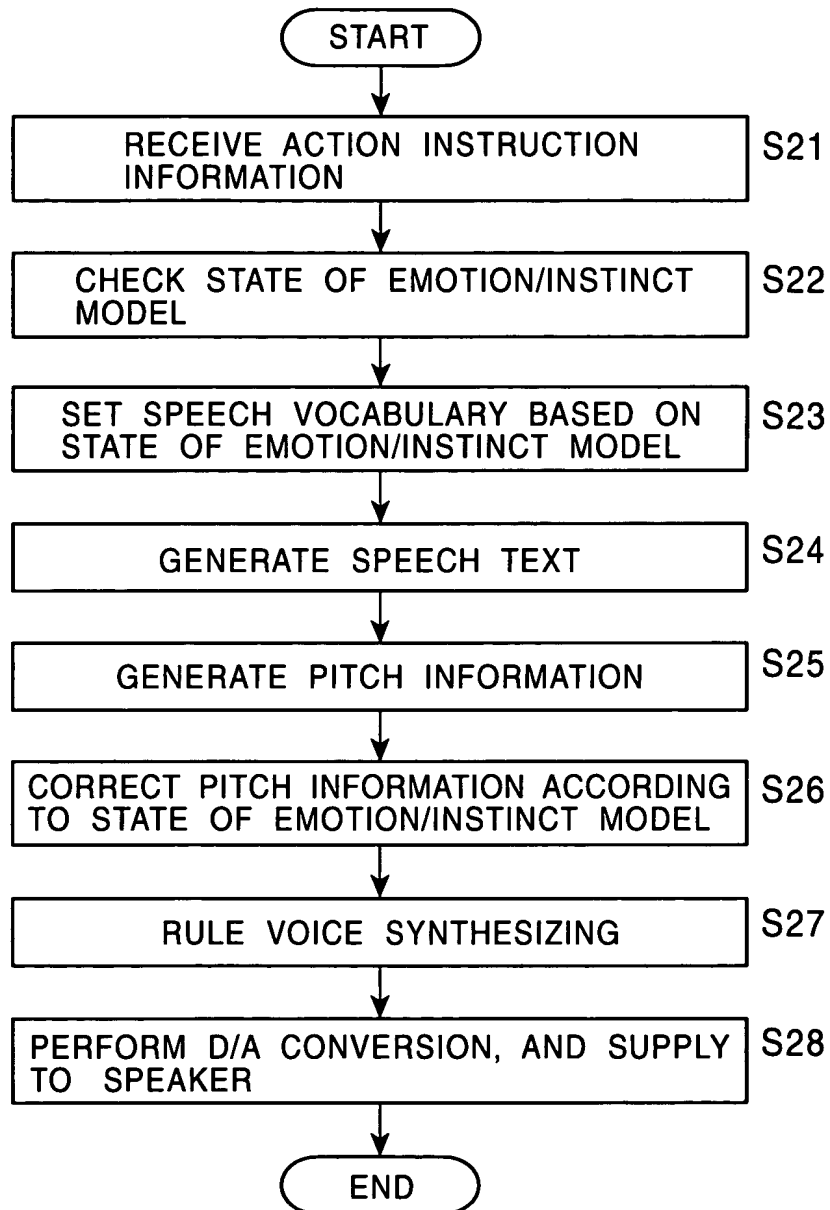 START
RECEIVE ACTION INSTRUCTION
INFORMATION
S21
CHECK STATE OF EMOTION/INSTINCT
MODEL
S22
SET SPEECH VOCABULARY BASED ON
STATE OF EMOTION/INSTINCT MODEL
S23
GENERATE SPEECH TEXT
S24
GENERATE PITCH INFORMATION
S25
CORRECT PITCH INFORMATION ACCORDING
TO STATE OF EMOTION/INSTINCT MODEL
S26
RULE VOICE SYNTHESIZING
S27
PERFORM D/A CONVERSION, AND SUPPLY
TO SPEAKER
S28
END